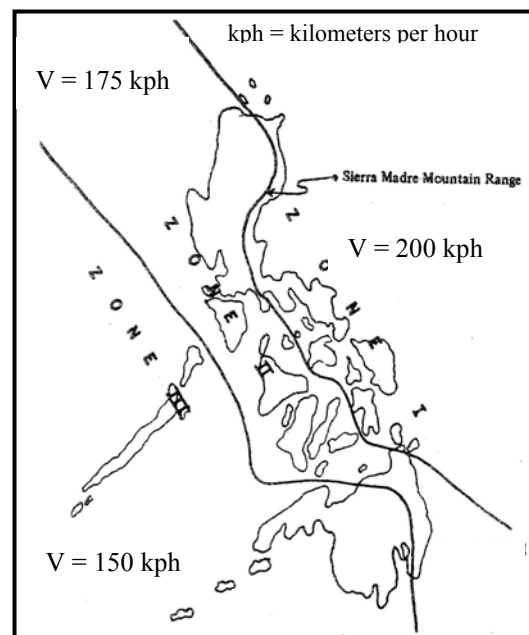 kph = kilometers per hour
V = 175 kph
Sierra Madre Mountain Range
V = 200 kph
ZONE I
ZONE II
ZONE III
V = 150 kph